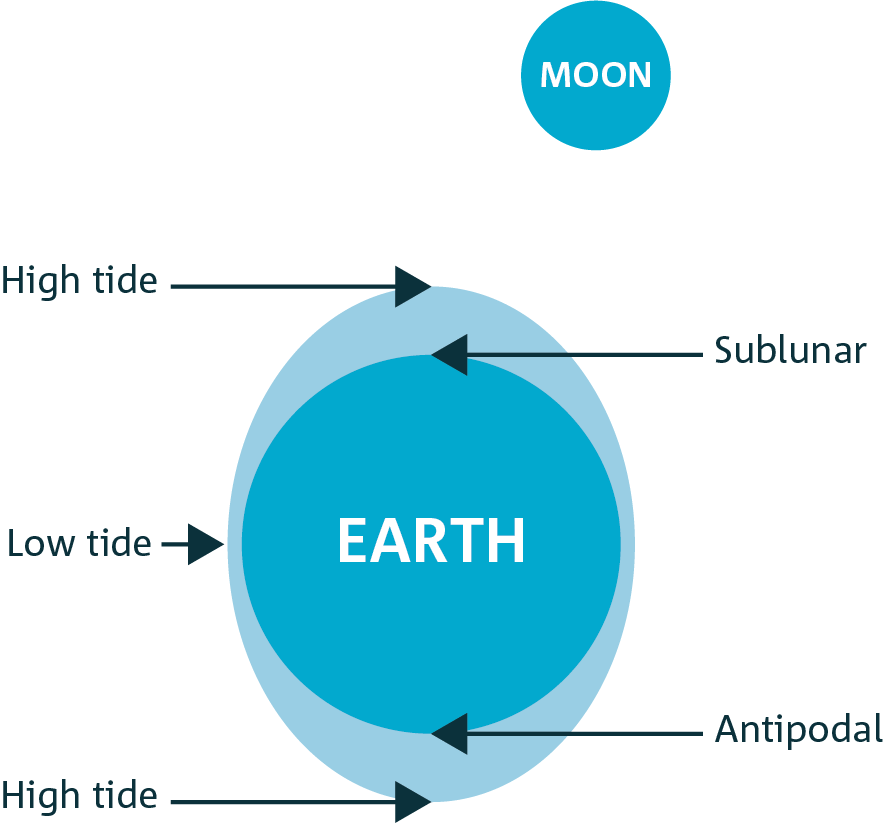 MOON
High tide
Sublunar
Low tide
EARTH
Antipodal
High tide